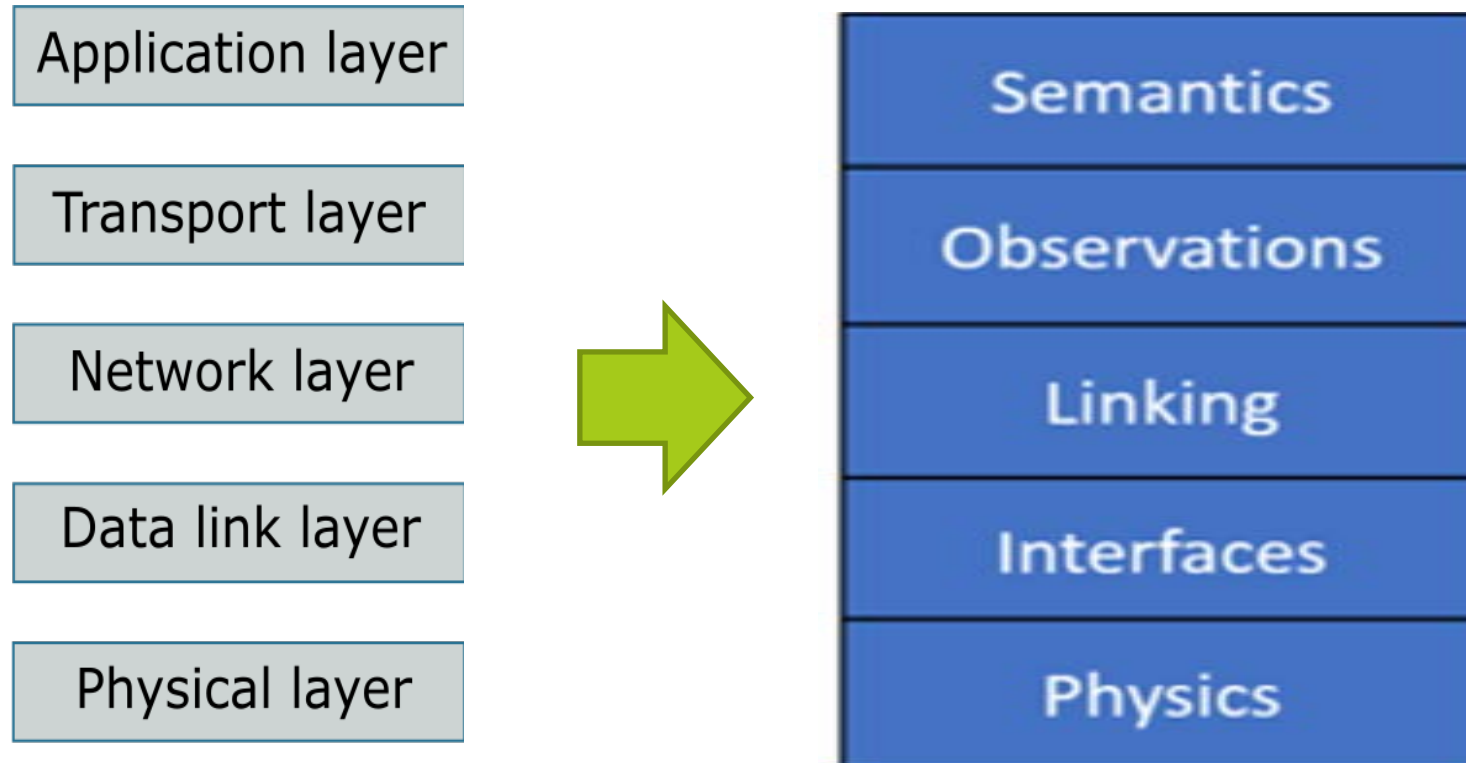 Application layer
Transport layer
Network layer
Data link layer
Physical layer
Semantics
Observations
Linking
Interfaces
Physics